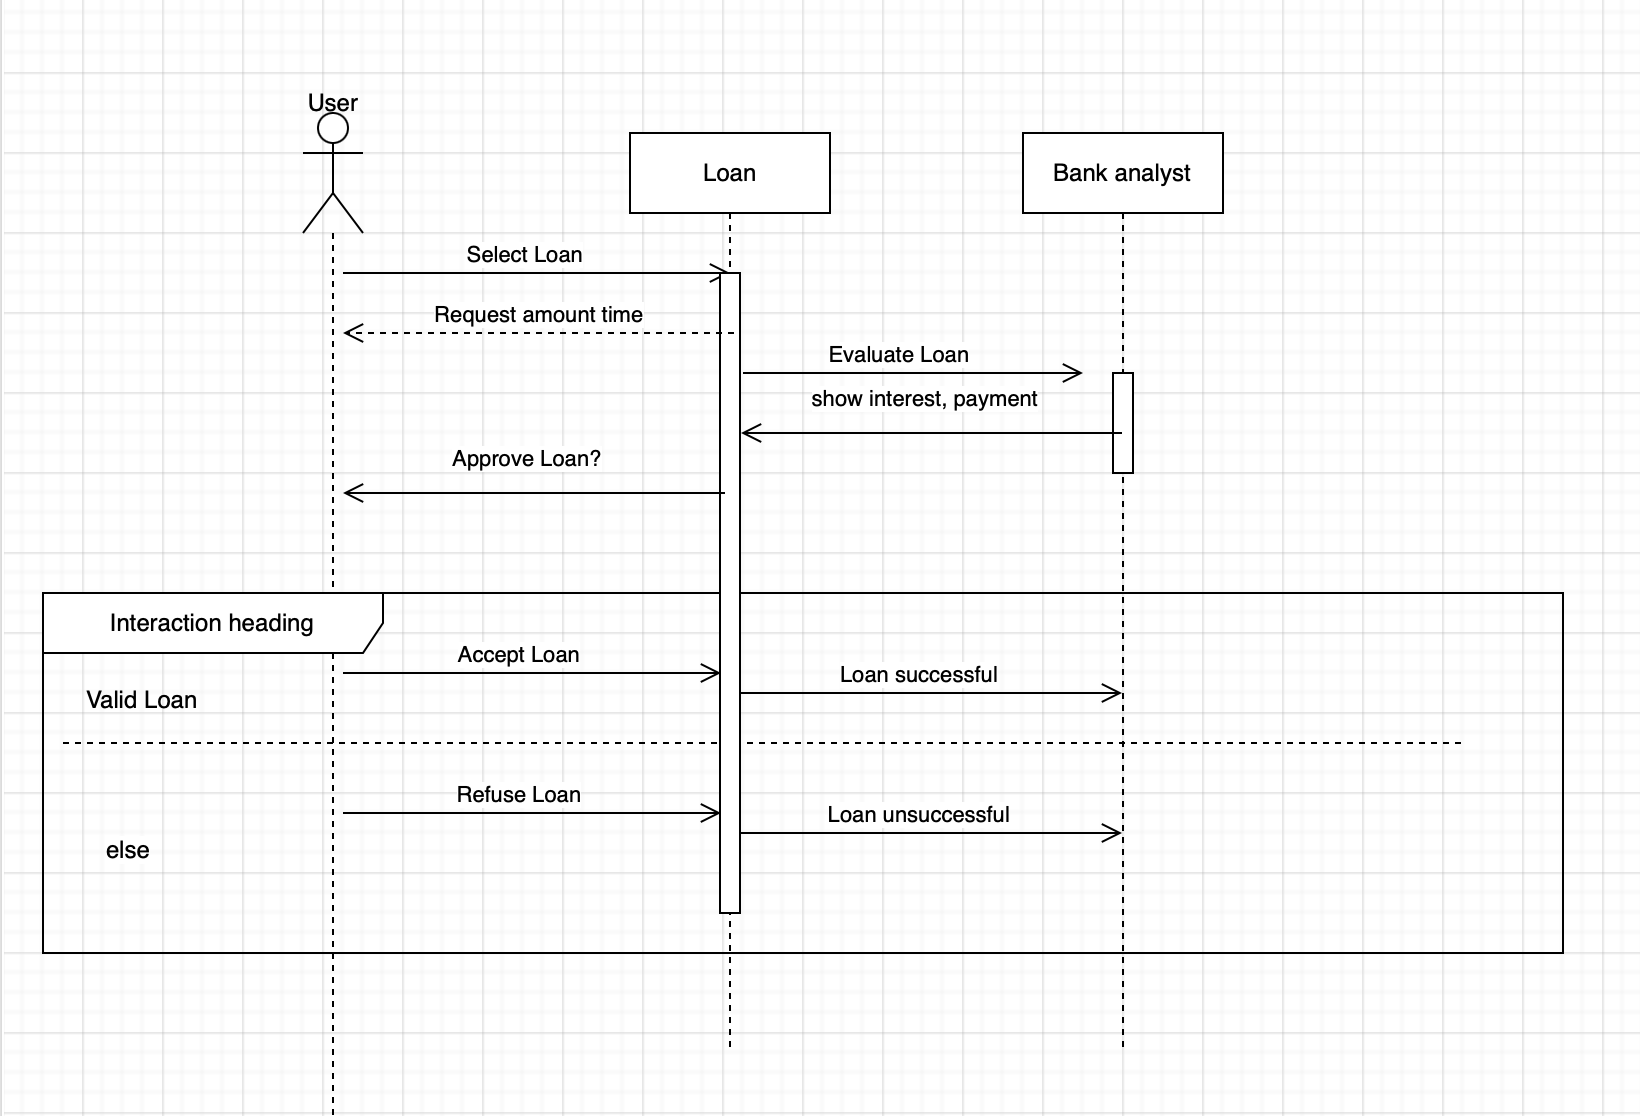 User
Loan
Bank analyst
Select Loan
Request amount time
Evaluate Loan
show interest, payment
Approve Loan?
Interaction heading
Accept Loan
Loan successful
Valid Loan
Refuse Loan
Loan unsuccessful
else